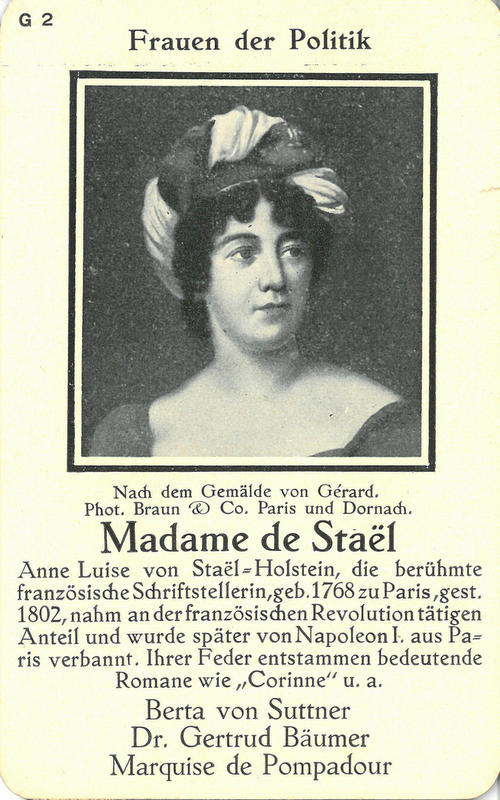 G 2
Frauen der Politik
Nach dem Gemälde von Gérard.
Phot. Braun & Co. Paris und Dornach.
Madame de Staël
Anne Luise von Staël=Holstein, die berühmte
französische Schriftstellerin, geb. 1768 zu Paris, gest.
1802, nahm an der französischen Revolution tätigen
Anteil und wurde später von Napoleon I. aus Pa=
ris verbannt. Ihrer Feder entstammen bedeutende
Romane wie „Corinne“ u. a.
Berta von Suttner
Dr. Gertrud Bäumer
Marquise de Pompadour